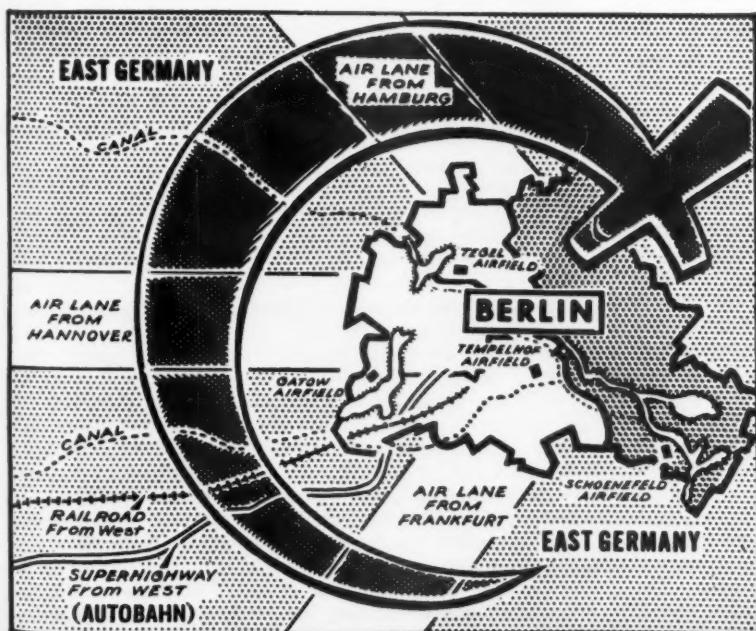 EAST GERMANY
AIR LANE
FROM
HAMBURG
CANAL
TEGEL
AIRFIELD
BERLIN
AIR LANE
FROM
HANNOVER
TEMPELHOF
AIRFIELD
GATOW
AIRFIELD
CANAL
SCHOENEFELD
AIRFIELD
AIR LANE
FROM
FRANKFURT
RAILROAD
From West
EAST GERMANY
SUPERHIGHWAY
From WEST
(AUTOBAHN)